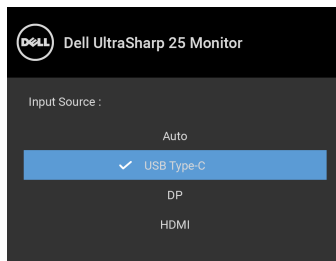 DELL
Dell UltraSharp 25 Monitor
Input Source :
Auto
USB Type-C
DP
HDMI